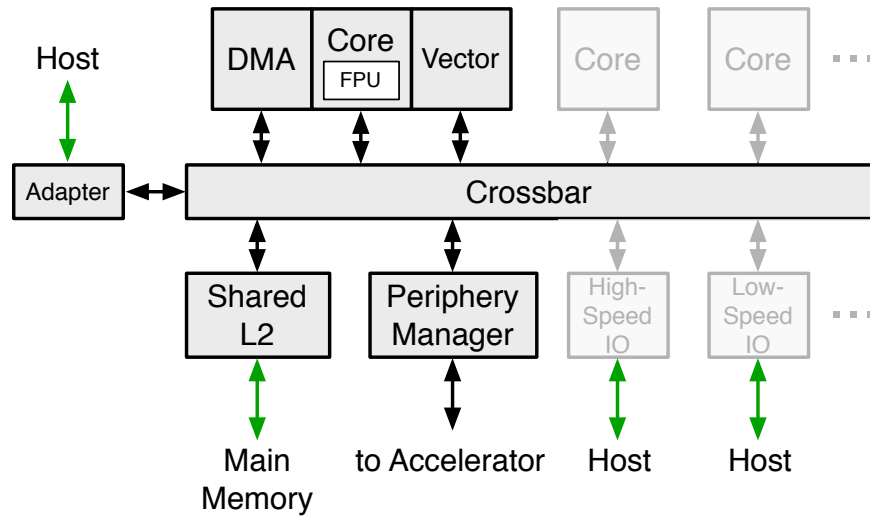 Host
DMA
Core
FPU
Vector
Core
Core
Adapter
Crossbar
Shared
L2
Periphery
Manager
High-
Speed
IO
Low-
Speed
IO
Main
Memory
to Accelerator
Host
Host